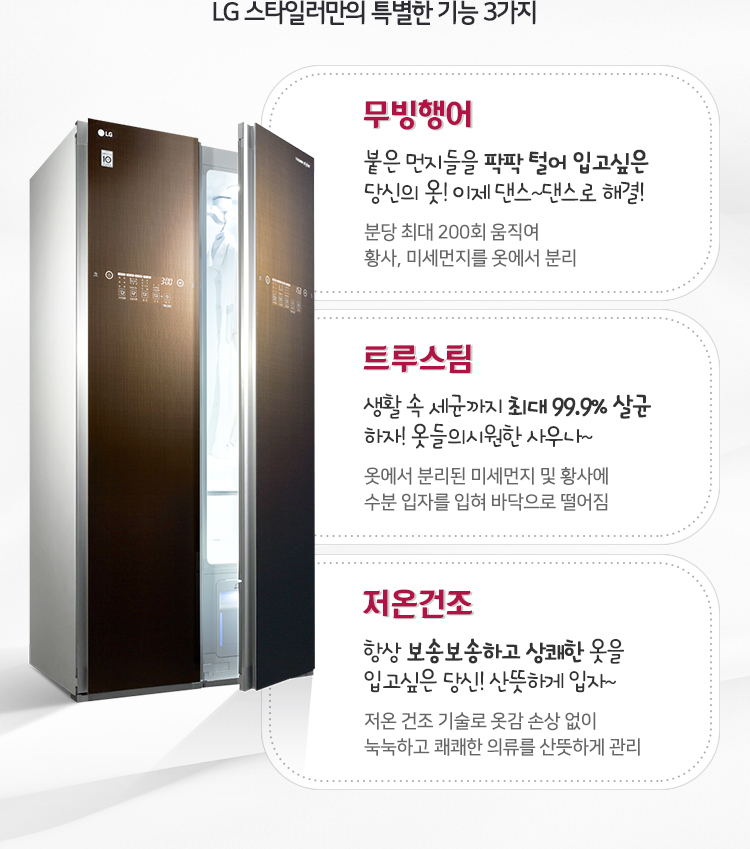 LG 스타일러만의 특별한 기능 3가지
무빙행어
붙은 먼지들을 팍팍 털어 입고싶은
당신의 옷! 이제 댄스~댄스로 해결!
분당 최대 200회 움직여
황사, 미세먼지를 옷에서 분리
LG
10
3:00
트루스팀
생활 속 세균까지 최대 99.9% 살균
하자! 옷들의시원한 사우나~
옷에서 분리된 미세먼지 및 황사에
수분 입자를 입혀 바닥으로 떨어짐
저온건조
항상 보송보송하고 상쾌한 옷을
입고싶은 당신! 산뜻하게 입자~
저온 건조 기술로 옷감 손상 없이
눅눅하고 쾌쾌한 의류를 산뜻하게 관리